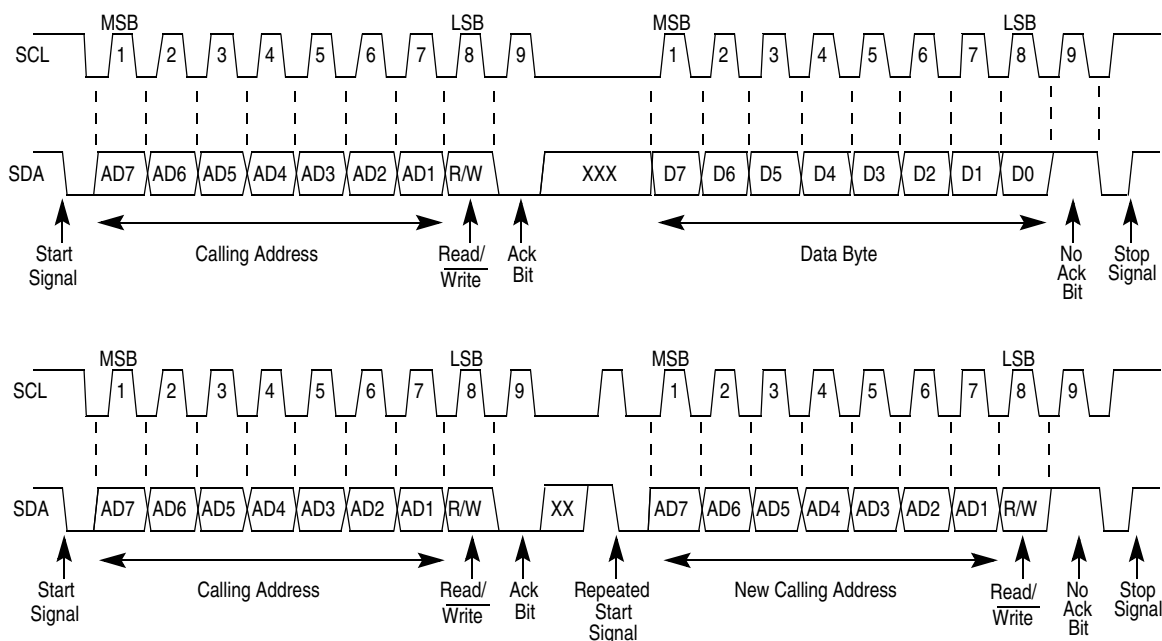 MSB LSB MSB LSB
SCL 1 2 3 4 5 6 7 8 9 1 2 3 4 5 6 7 8 9
SDA AD7 AD6 AD5 AD4 AD3 AD2 AD1 R/W XXX D7 D6 D5 D4 D3 D2 D1 D0
Start Calling Address Read/ Ack Data Byte No Stop
Signal Write Bit Ack Signal
Bit
MSB LSB MSB LSB
SCL 1 2 3 4 5 6 7 8 9 1 2 3 4 5 6 7 8 9
SDA AD7 AD6 AD5 AD4 AD3 AD2 AD1 R/W XX AD7 AD6 AD5 AD4 AD3 AD2 AD1 R/W
Start Calling Address Read/ Ack Repeated New Calling Address Read/ No Stop
Signal Write Bit Start Write Ack Signal
Signal Bit